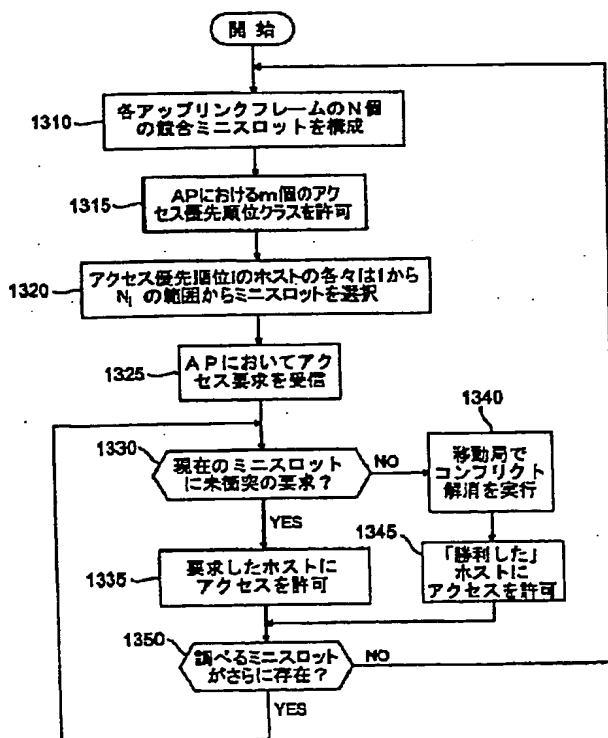 開始
1310
各アップリンクフレームのN個
の競合ミニスロットを構成
1315
APにおけるm個のアク
セス優先順位クラスを許可
1320
アクセス優先順位iのホストの各々は1から
Ni の範囲からミニスロットを選択
1325
APにおいてアク
セス要求を受信
1330
現在のミニスロット
に未衝突の要求?
NO
1340
移動局で
コンフリクト
解消を実行
YES
1335
要求したホストに
アクセスを許可
1345
「勝利した」
ホストに
アクセスを許可
1350
調べるミニスロット
がさらに存在?
NO
YES